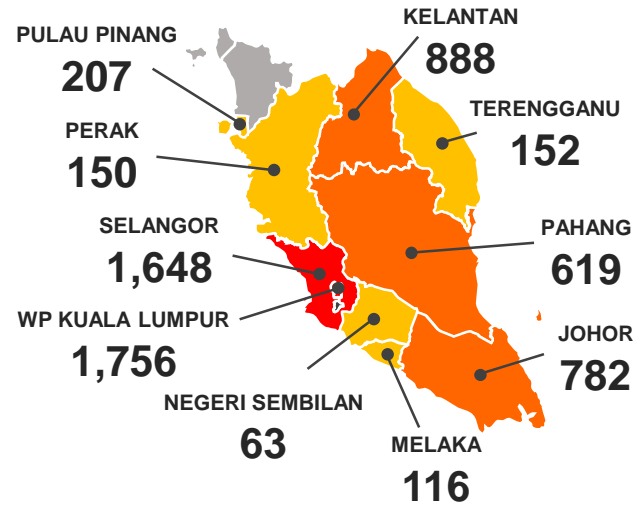 PULAU PINANG
207
KELANTAN
888
TERENGGANU
152
PERAK
150
SELANGOR
1,648
PAHANG
619
WP KUALA LUMPUR
1,756
JOHOR
782
NEGERI SEMBILAN
63
MELAKA
116